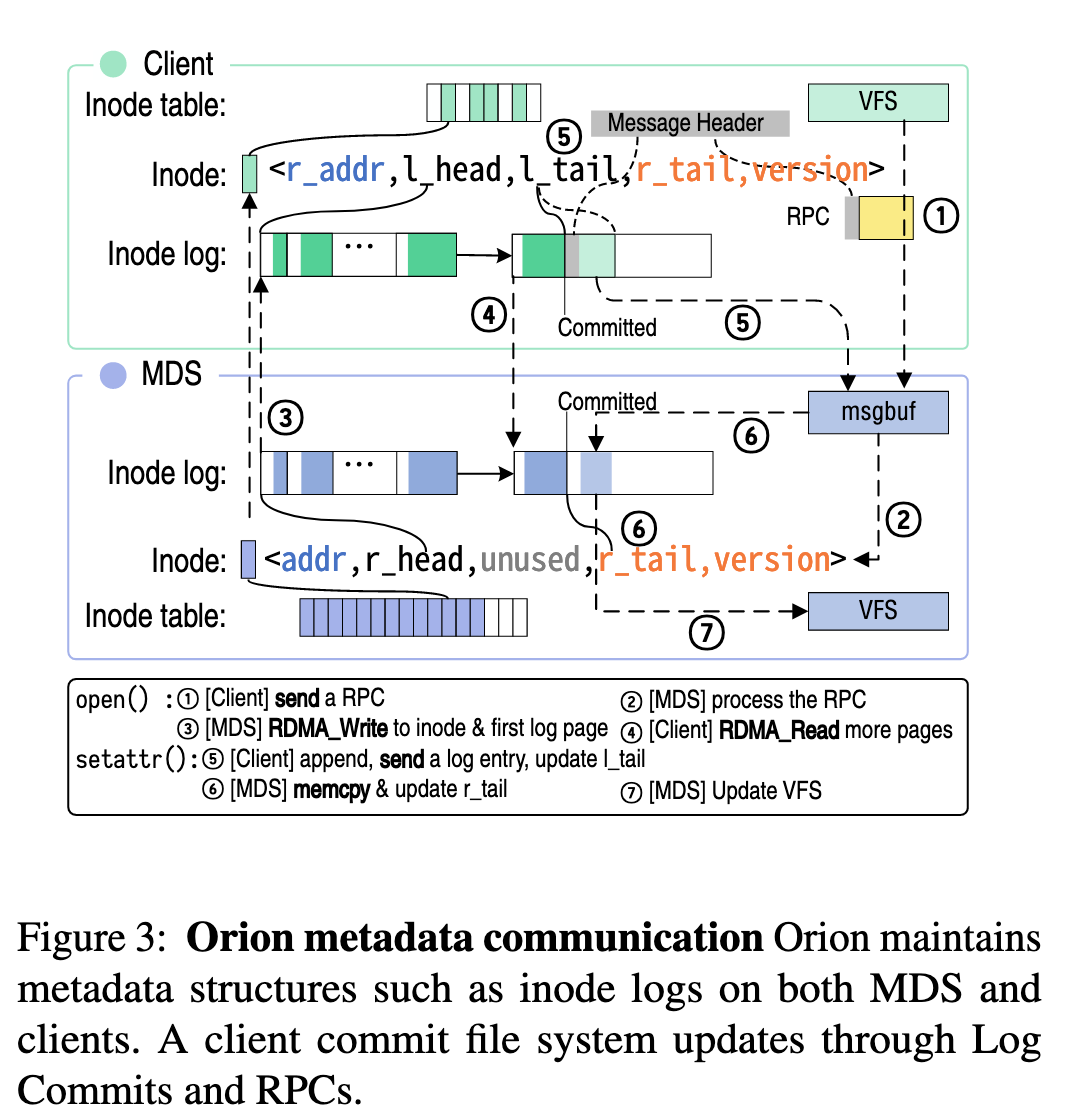 Client
Inode table:
VFS
Message Header
⑤
Inode: <r_addr,l_head,l_tail,r_tail,version>
RPC
①
Inode log:
...
④
⑤
Committed
MDS
③
Committed
msgbuf
⑥
Inode log:
...
②
⑥
Inode: <addr,r_head,unused,r_tail,version>
Inode table:
VFS
⑦
open() :① [Client] send a RPC ② [MDS] process the RPC
③ [MDS] RDMA_Write to inode & first log page ④ [Client] RDMA_Read more pages
setattr():⑤ [Client] append, send a log entry, update l_tail
⑥ [MDS] memcpy & update r_tail ⑦ [MDS] Update VFS
Figure 3: Orion metadata communication Orion maintains
metadata structures such as inode logs on both MDS and
clients. A client commit file system updates through Log
Commits and RPCs.